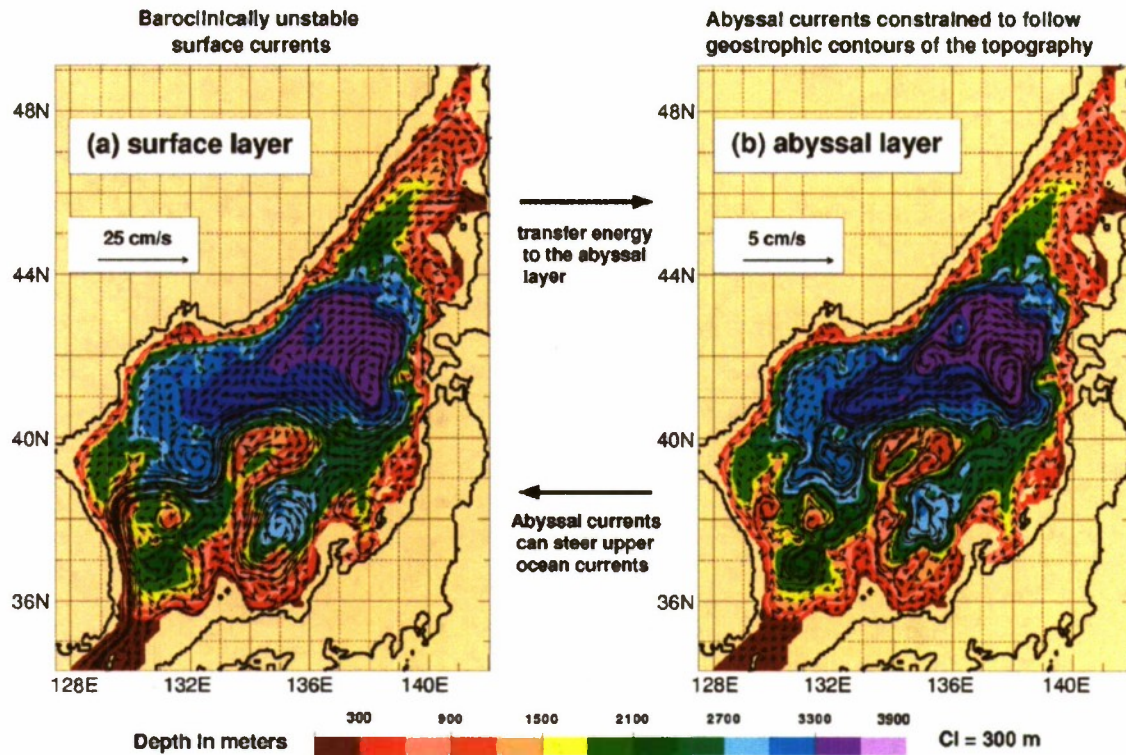 Baroclinically unstable
surface currents
Abyssal currents constrained to follow
geostrophic contours of the topography
48N
44N
40N
36N
(a) surface layer
25 cm/s
128E 132E 136E 140E
transfer energy
to the abyssal
layer
Abyssal currents
can steer upper
ocean currents
48N
44N
40N
36N
(b) abyssal layer
5 cm/s
128E 132E 136E 140E
300 900 1500 2100 2700 3300 3900
Depth in meters
CI = 300 m